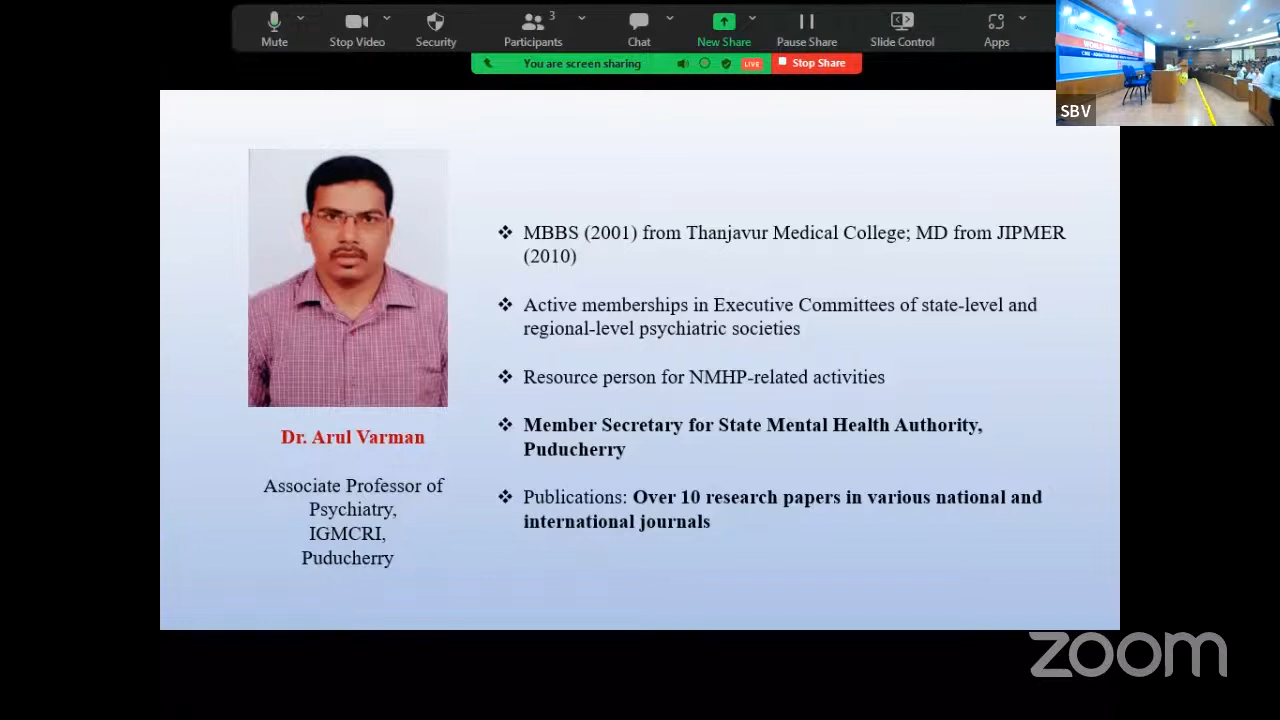 Mute
Stop Video
Security
3
Participants
Chat
New Share
Pause Share
Slide Control
Apps
You are screen sharing
LIVE
Stop Share
SBV
MBBS (2001) from Thanjavur Medical College; MD from JIPMER
(2010)
Active memberships in Executive Committees of state-level and
regional-level psychiatric societies
Resource person for NMHP-related activities
Member Secretary for State Mental Health Authority,
Puducherry
Publications: Over 10 research papers in various national and
international journals
Dr. Arul Varman
Associate Professor of
Psychiatry,
IGMCRI,
Puducherry
zoom